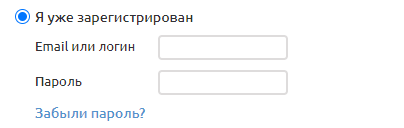 Я уже зарегистрирован
Email или логин
Пароль
Забыли пароль?